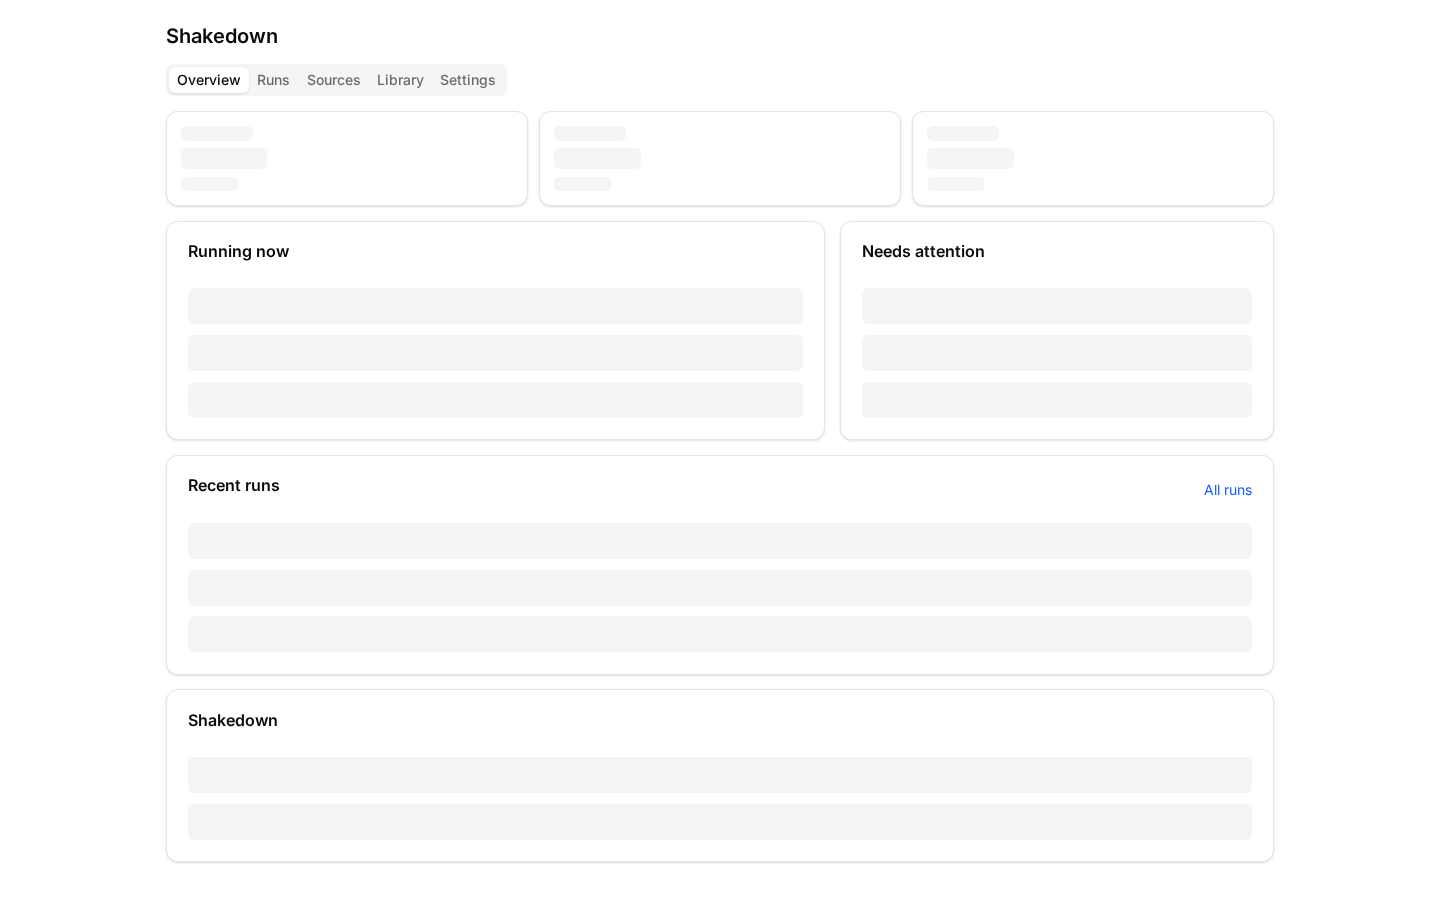 Shakedown
Overview Runs Sources Library Settings
Running now
Needs attention
Recent runs
All runs
Shakedown